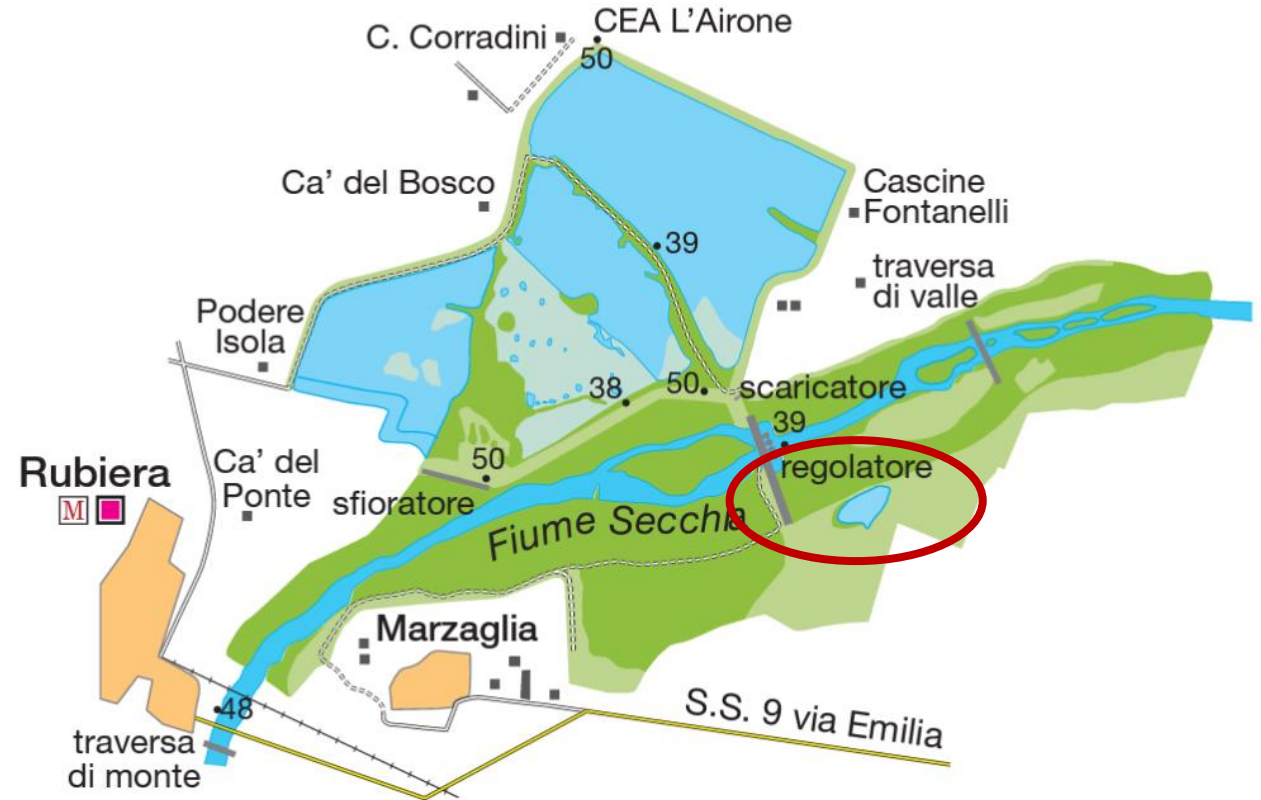 CEA L'Airone
C. Corradini
50
Ca' del Bosco
Cascine
Fontanelli
39
traversa
di valle
Podere
Isola
38
50
scaricatore
39
regolatore
Rubiera
M
Ca' del
Ponte
50
sfioratore
Fiume Secchia
Marzaglia
48
S.S. 9 via Emilia
traversa
di monte